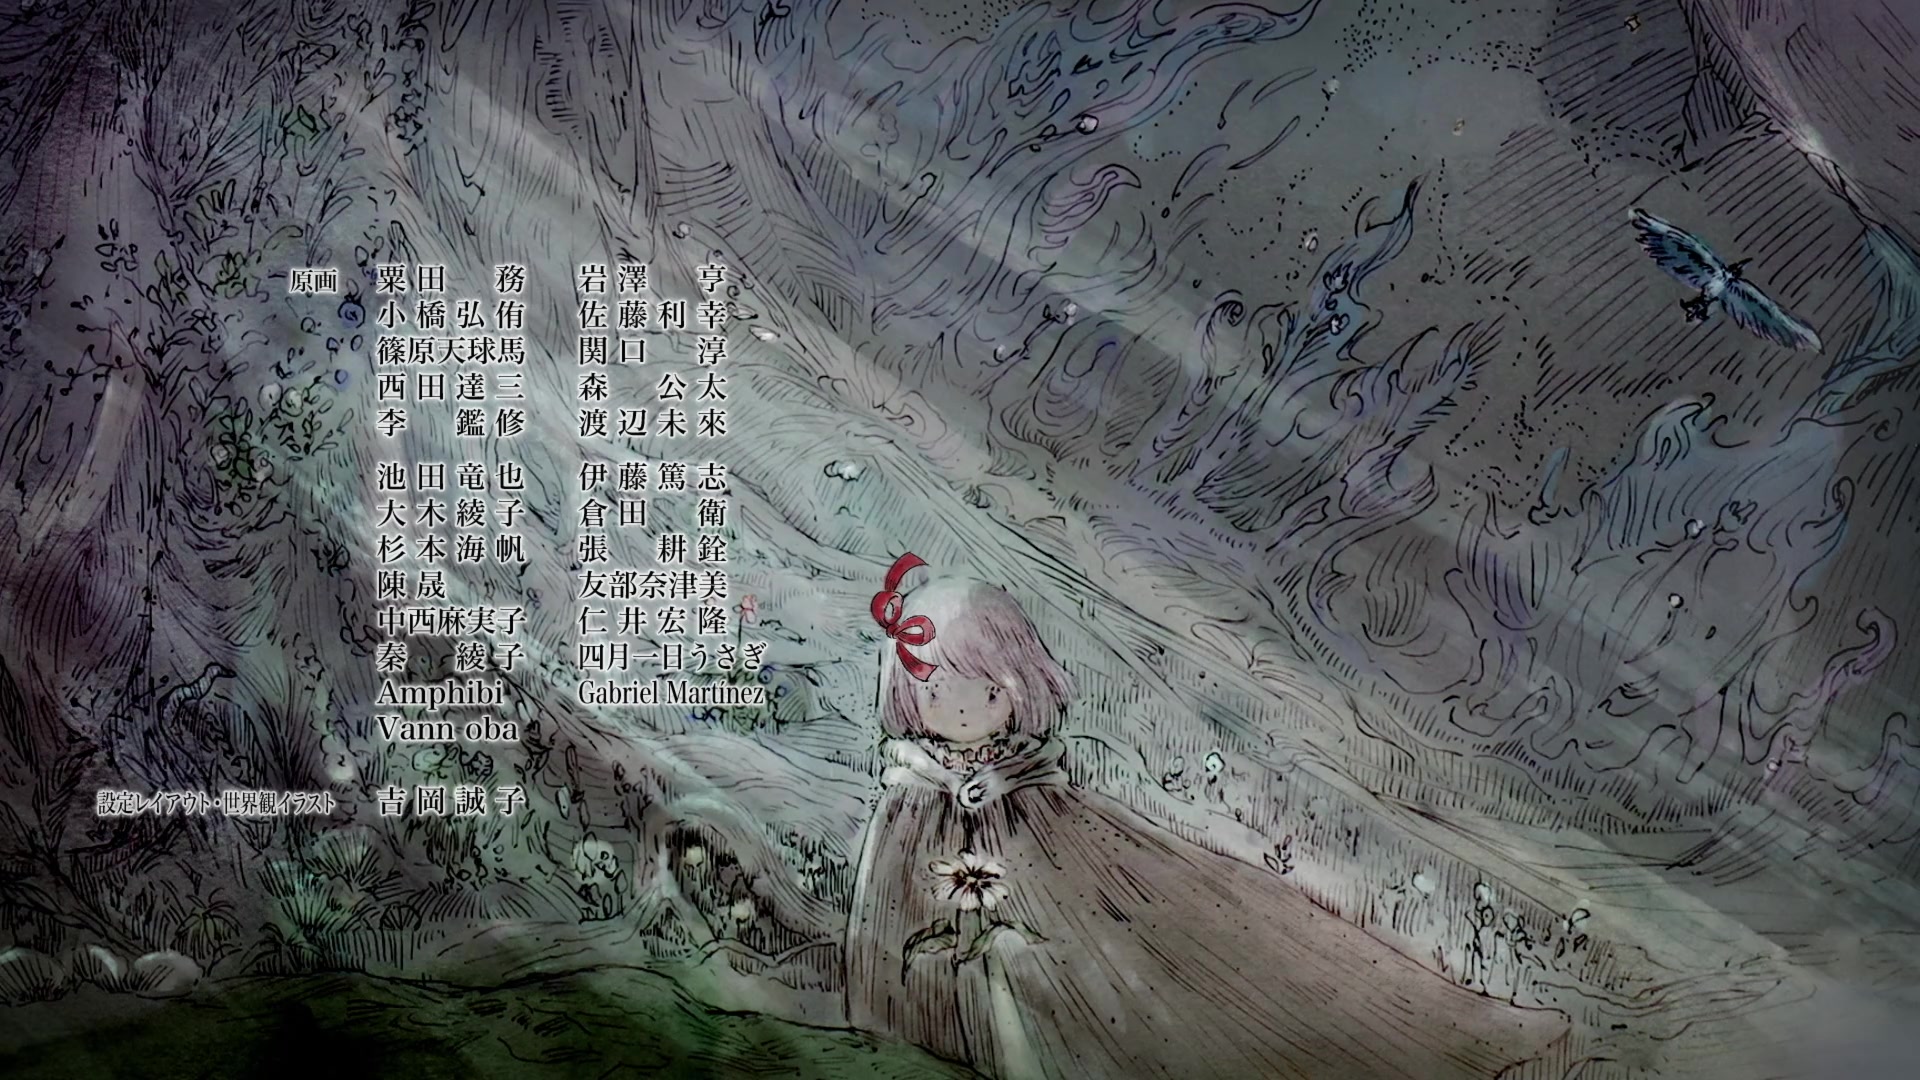 原画 粟田 務 岩澤 亨
小橋弘侑 佐藤利幸
篠原天球馬 関口 淳
西田達三 森 公太
李 鑑修 渡辺未來
池田竜也 伊藤篤志
大木綾子 倉田 衛
杉本海帆 張 耕銓
陳晟 友部奈津美
中西麻実子 仁井宏隆
秦 綾子 四月一日うさぎ
Amphibi Gabriel Martínez
Vann oba
設定レイアウト・世界観イラスト 吉岡誠子